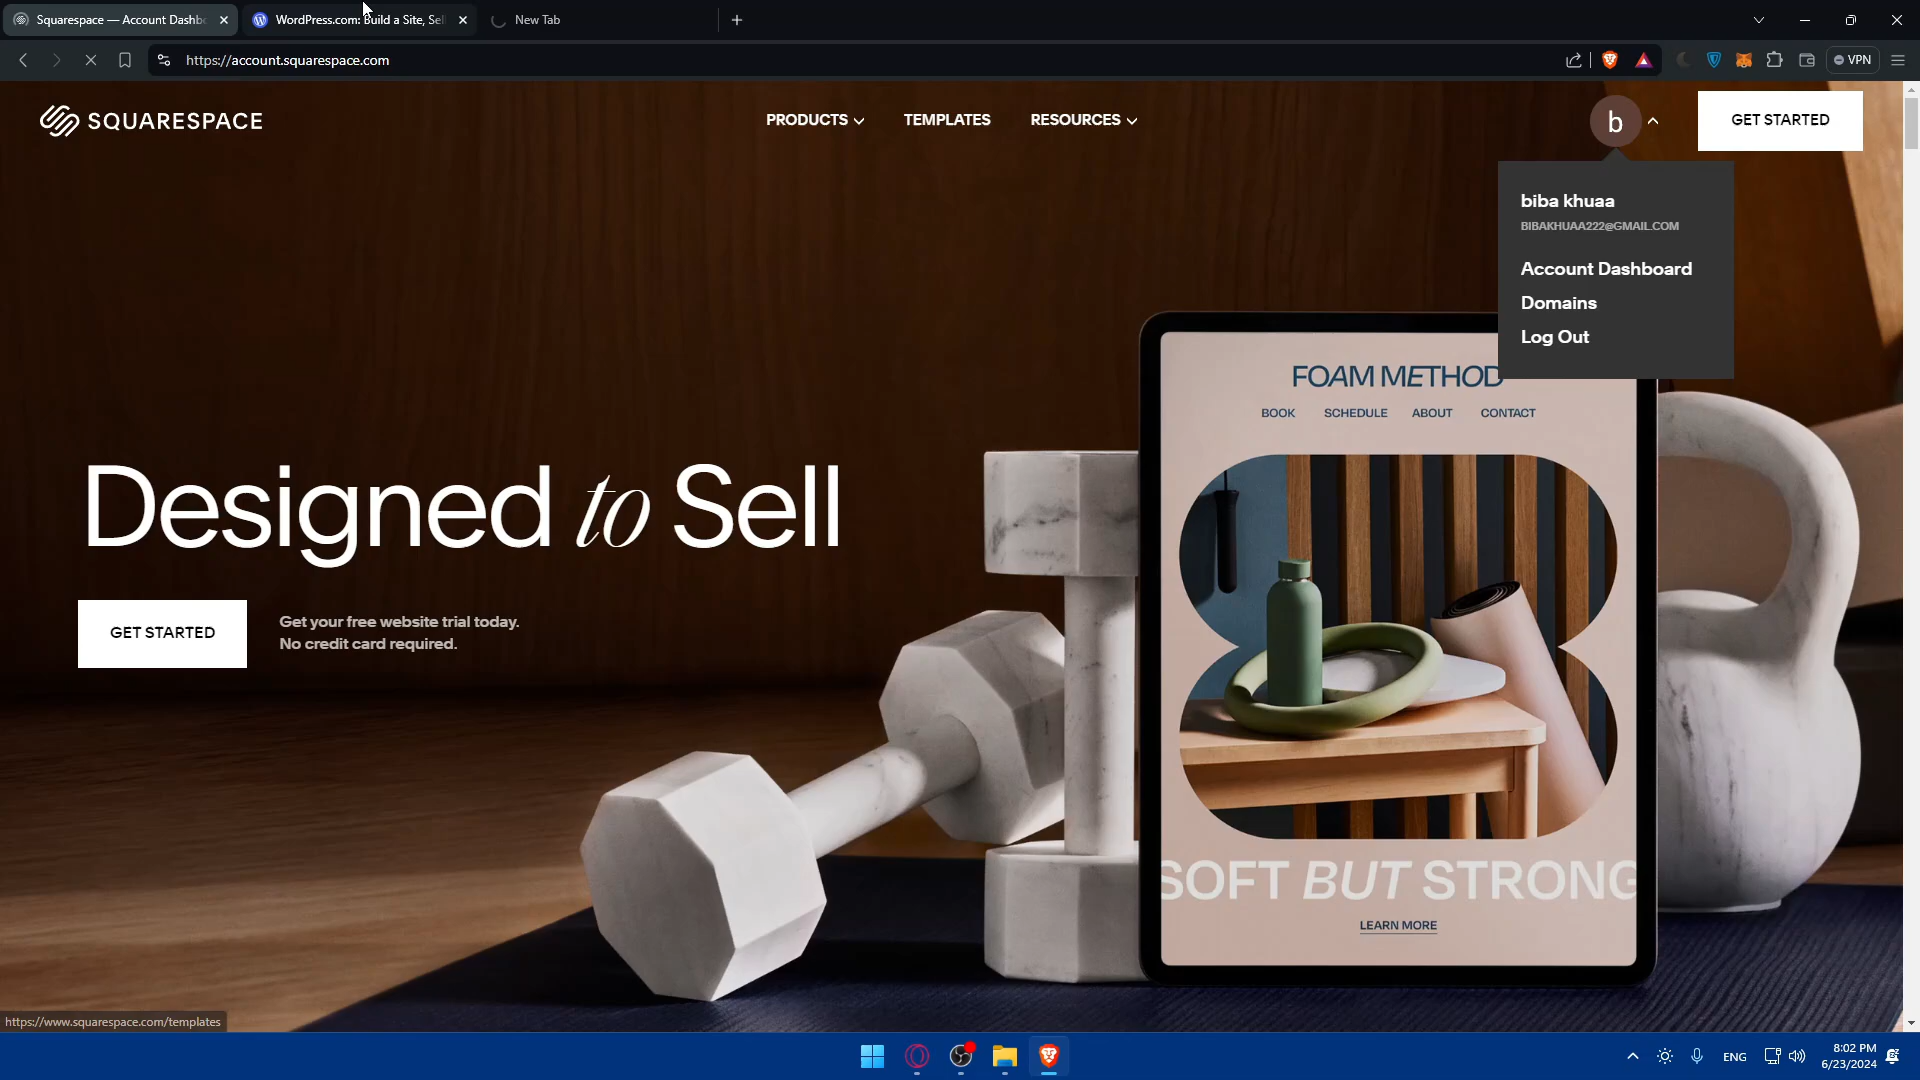 Squarespace — Account Dashb
WordPress.com: Build a Site, Sel
New Tab
https://account.squarespace.com
VPN
SQUARESPACE
PRODUCTS
TEMPLATES
RESOURCES
b
GET STARTED
biba khuaa
BIBAKHUAA222@GMAIL.COM
Account Dashboard
Domains
Log Out
FOAM METHOD
BOOK
SCHEDULE
ABOUT
CONTACT
Designed to Sell
GET STARTED
Get your free website trial today.
No credit card required.
SOFT BUT STRONG
LEARN MORE
https://www.squarespace.com/templates
ENG
8:02 PM
6/23/2024